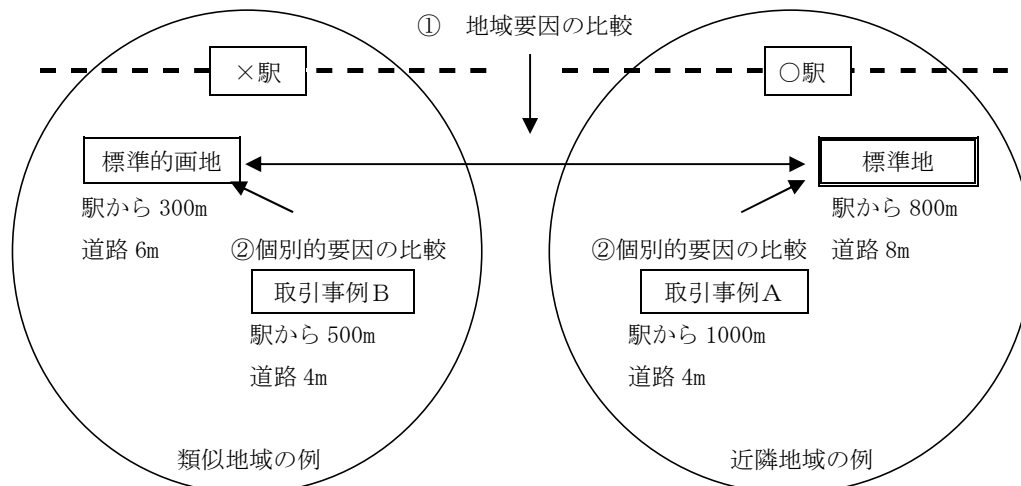 ① 地域要因の比較
×駅
○駅
標準的画地
駅から 300m
道路 6m
標準地
駅から 800m
道路 8m
②個別的要因の比較
取引事例B
駅から 500m
道路 4m
②個別的要因の比較
取引事例A
駅から 1000m
道路 4m
類似地域の例
近隣地域の例